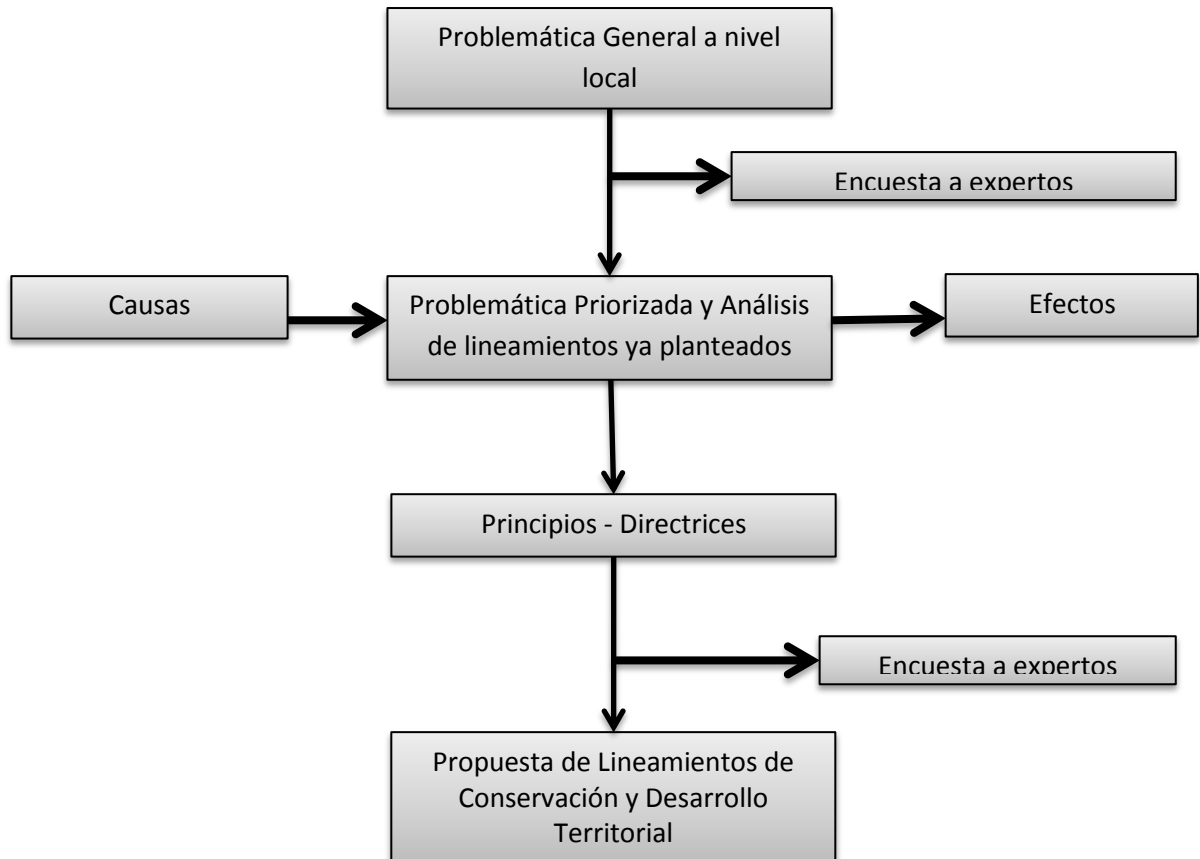 Problemática General a nivel
local
Encuesta a expertos
Causas
Problemática Priorizada y Análisis
de lineamientos ya planteados
Efectos
Principios - Directrices
Encuesta a expertos
Propuesta de Lineamientos de
Conservación y Desarrollo
Territorial